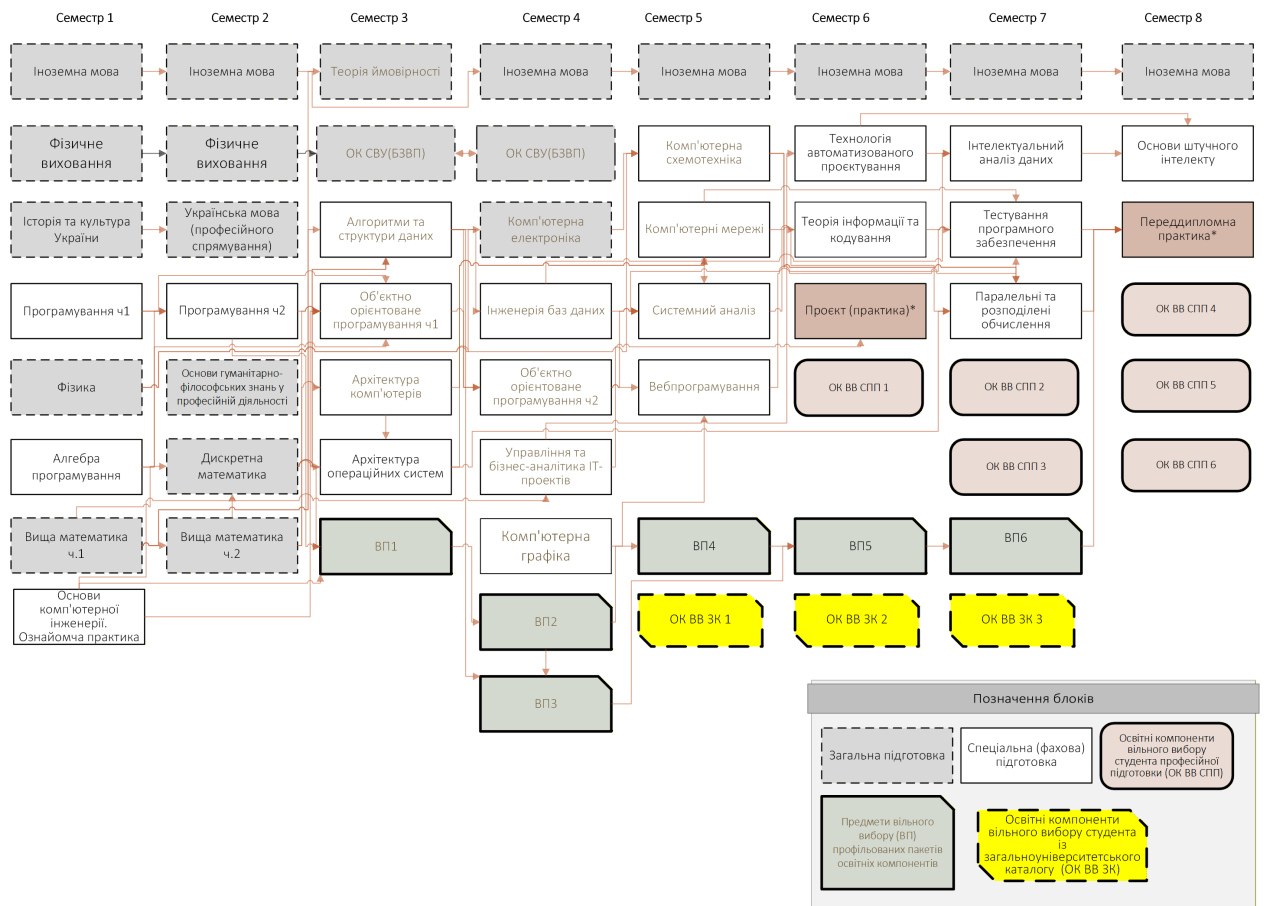 Семестр 1
Семестр 2
Семестр 3
Семестр 4
Семестр 5
Семестр 6
Семестр 7
Семестр 8
Іноземна мова
Іноземна мова
Теорія ймовірності
Іноземна мова
Іноземна мова
Іноземна мова
Іноземна мова
Іноземна мова
Фізичне
виховання
Фізичне
виховання
ОК СВУ(БЗВП)
ОК СВУ(БЗВП)
Комп'ютерна
схемотехніка
Технологія
автоматизованого
проєктування
Інтелектуальний
аналіз даних
Основи штучного
інтелекту
Історія та культура
України
Українська мова
(професійного
спрямування)
Алгоритми та
структури даних
Комп'ютерна
електроніка
Комп'ютерні мережі
Теорія інформації та
кодування
Тестування
програмного
забезпечення
Переддипломна
практика*
Програмування ч1
Програмування ч2
Об'єктно
орієнтоване
програмування ч1
Інженерія баз даних
Системний аналіз
Проєкт (практика)*
Паралельні та
розподілені
обчислення
ОК ВВ СПП 4
Фізика
Основи гуманітарно-
філософських знань у
професійній діяльності
Архітектура
комп'ютерів
Об'єктно
орієнтоване
програмування ч2
Вебпрограмування
ОК ВВ СПП 1
ОК ВВ СПП 2
ОК ВВ СПП 5
Алгебра
програмування
Дискретна
математика
Архітектура
операційних систем
Управління та
бізнес-аналітика ІТ-
проектів
ОК ВВ СПП 3
ОК ВВ СПП 6
Вища математика
ч.1
Вища математика
ч.2
ВП1
Комп'ютерна
графіка
ВП4
ВП5
ВП6
Основи
комп'ютерної
інженерії.
Ознайомча практика
ВП2
ОК ВВ ЗК 1
ОК ВВ ЗК 2
ОК ВВ ЗК 3
ВП3
Позначення блоків
Загальна підготовка
Спеціальна (фахова)
підготовка
Освітні компоненти
вільного вибору
студента професійної
підготовки (ОК ВВ СПП)
Предмети вільного
вибору (ВП)
профільованих пакетів
освітніх компонентів
Освітні компоненти
вільного вибору студента
із
загальноуніверситетського
каталогу (ОК ВВ ЗК)